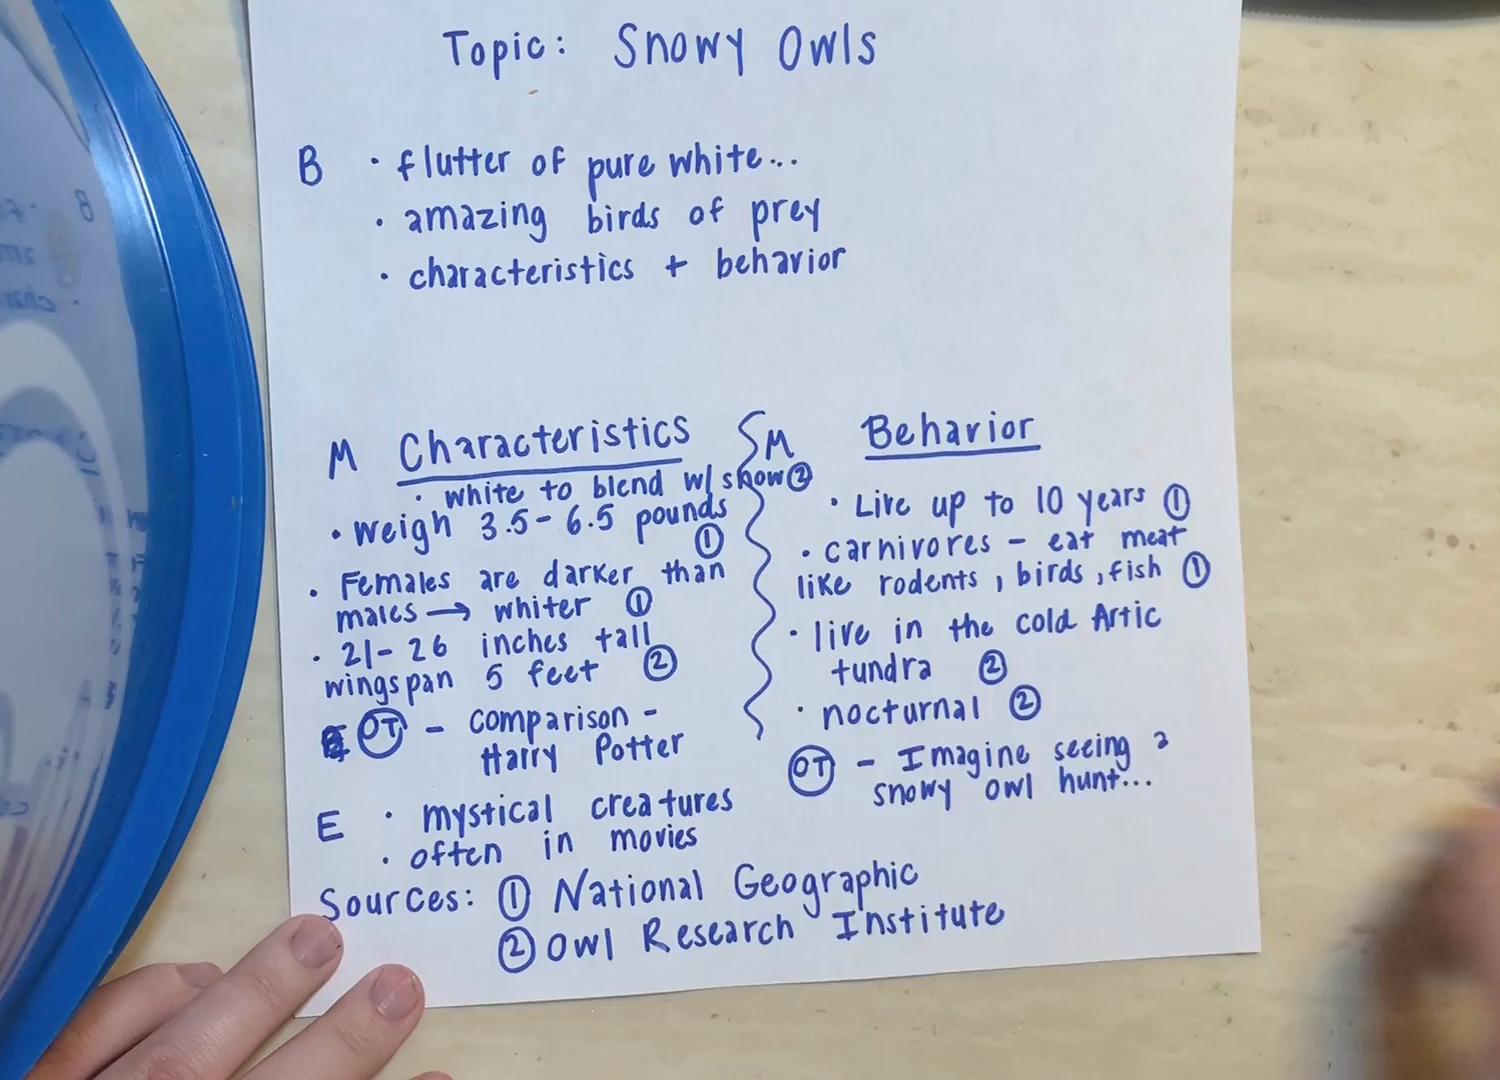 Topic: Snowy Owls
B · flutter of pure white...
· amazing birds of prey
· characteristics + behavior
M Characteristics
· white to blend w/ snow ②
· weigh 3.5-6.5 pounds
①
· Females are darker than
males → whiter ①
· 21-26 inches tall
wingspan 5 feet ②
OT - comparison -
Harry Potter
M Behavior
· Live up to 10 years ①
· carnivores - eat meat
like rodents, birds, fish ①
· live in the cold Artic
tundra ②
· nocturnal ②
OT - Imagine seeing a
snowy owl hunt...
E · mystical creatures
· often in movies
Sources: ① National Geographic
② Owl Research Institute